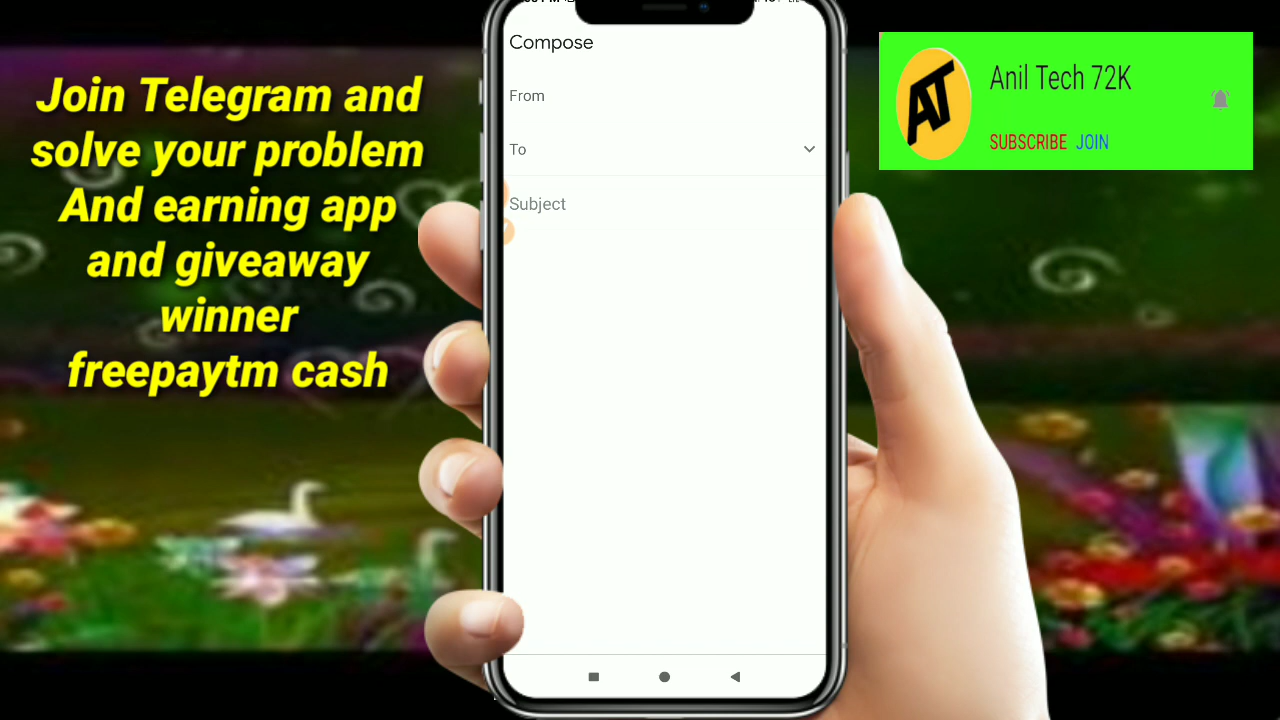 Join Telegram and
solve your problem
And earning app
and giveaway
winner
freepaytm cash
Compose
From
To
Subject
Anil Tech 72K
SUBSCRIBE JOIN
AT